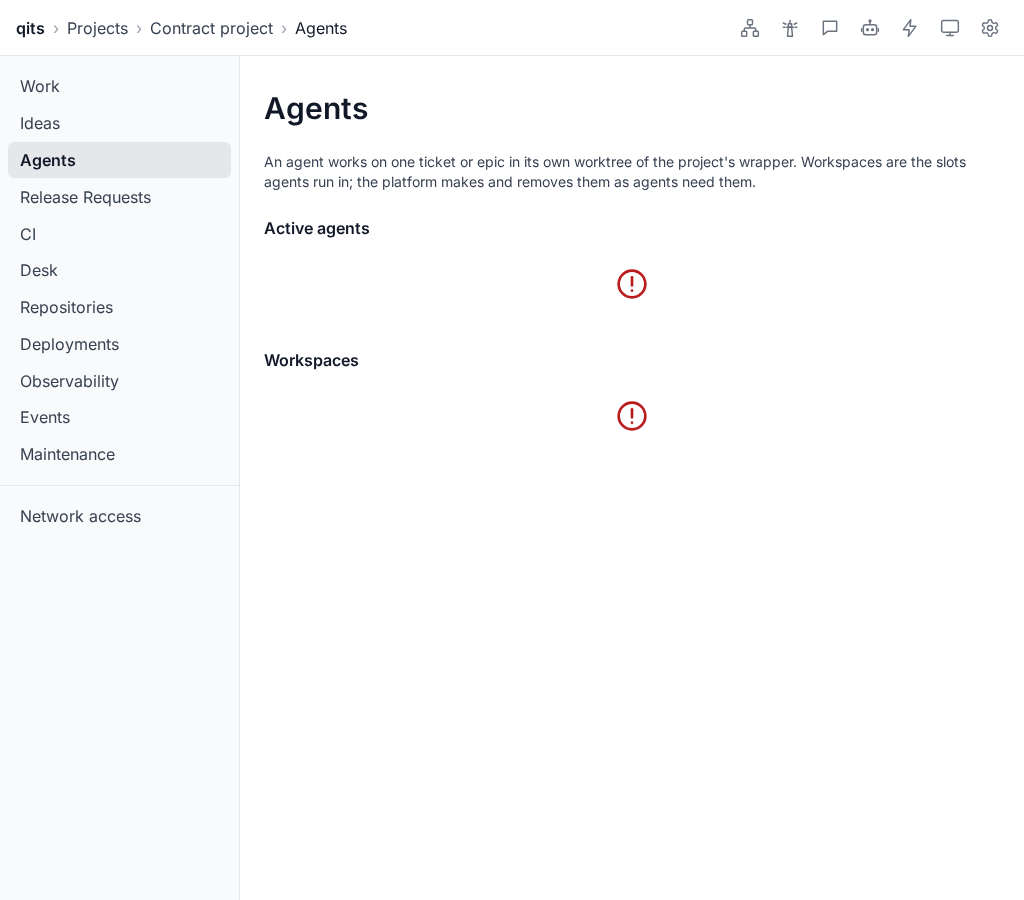 qits › Projects › Contract project › Agents
Work
Ideas
Agents
Release Requests
CI
Desk
Repositories
Deployments
Observability
Events
Maintenance
Network access
Agents
An agent works on one ticket or epic in its own worktree of the project's wrapper. Workspaces are the slots
agents run in; the platform makes and removes them as agents need them.
Active agents
Workspaces